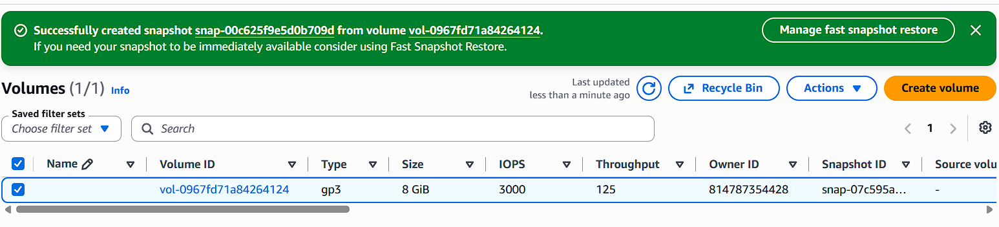 Successfully created snapshot snap-00c625f9e5d0b709d from volume vol-0967fd71a84264124.
If you need your snapshot to be immediately available consider using Fast Snapshot Restore.
Manage fast snapshot restore
Volumes (1/1) Info
Last updated
less than a minute ago
Recycle Bin
Actions
Create volume
Saved filter sets
Choose filter set
Search
1
Name Volume ID Type Size IOPS Throughput Owner ID Snapshot ID Source volu
vol-0967fd71a84264124 gp3 8 GiB 3000 125 814787354428 snap-07c595a... -